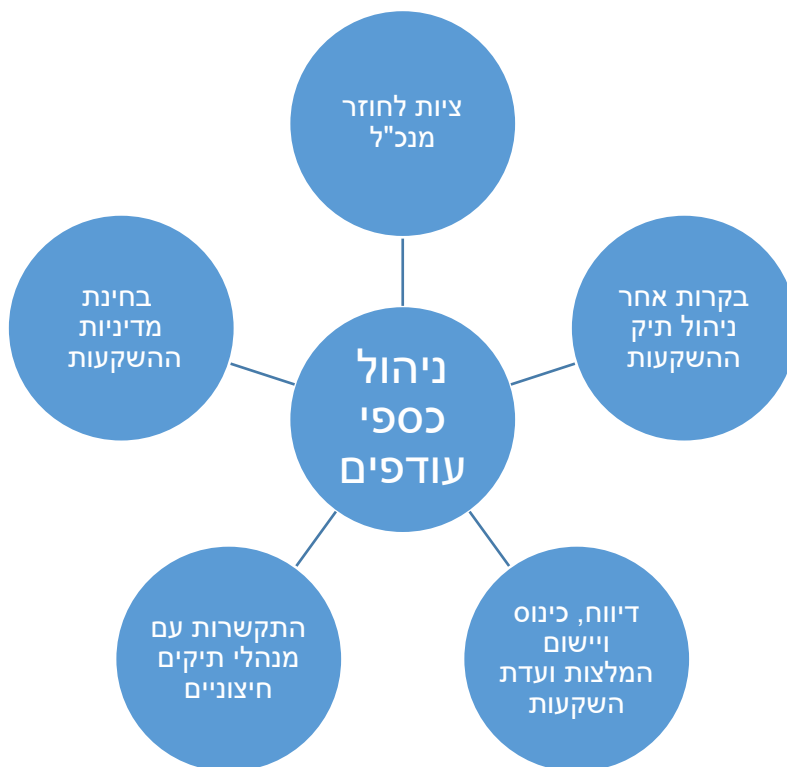 ציות לחוזר
מנכ"ל
בקרות אחר
ניהול תיק
ההשקעות
דיווח, כינוס
ויישום
המלצות ועדת
השקעות
התקשרות עם
מנהלי תיקים
חיצוניים
בחינת
מדיניות
ההשקעות
ניהול
כספי
עודפים